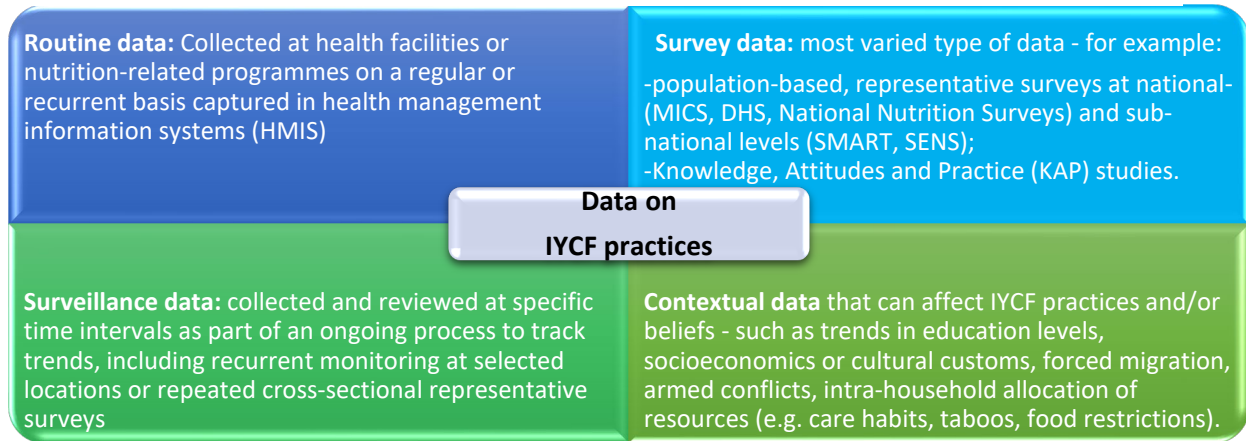 Routine data: Collected at health facilities or
nutrition-related programmes on a regular or
recurrent basis captured in health management
information systems (HMIS)
Survey data: most varied type of data - for example:
-population-based, representative surveys at national-
(MICS, DHS, National Nutrition Surveys) and sub-
national levels (SMART, SENS);
-Knowledge, Attitudes and Practice (KAP) studies.
Data on
IYCF practices
Surveillance data: collected and reviewed at specific
time intervals as part of an ongoing process to track
trends, including recurrent monitoring at selected
locations or repeated cross-sectional representative
surveys
Contextual data that can affect IYCF practices and/or
beliefs - such as trends in education levels,
socioeconomics or cultural customs, forced migration,
armed conflicts, intra-household allocation of
resources (e.g. care habits, taboos, food restrictions).